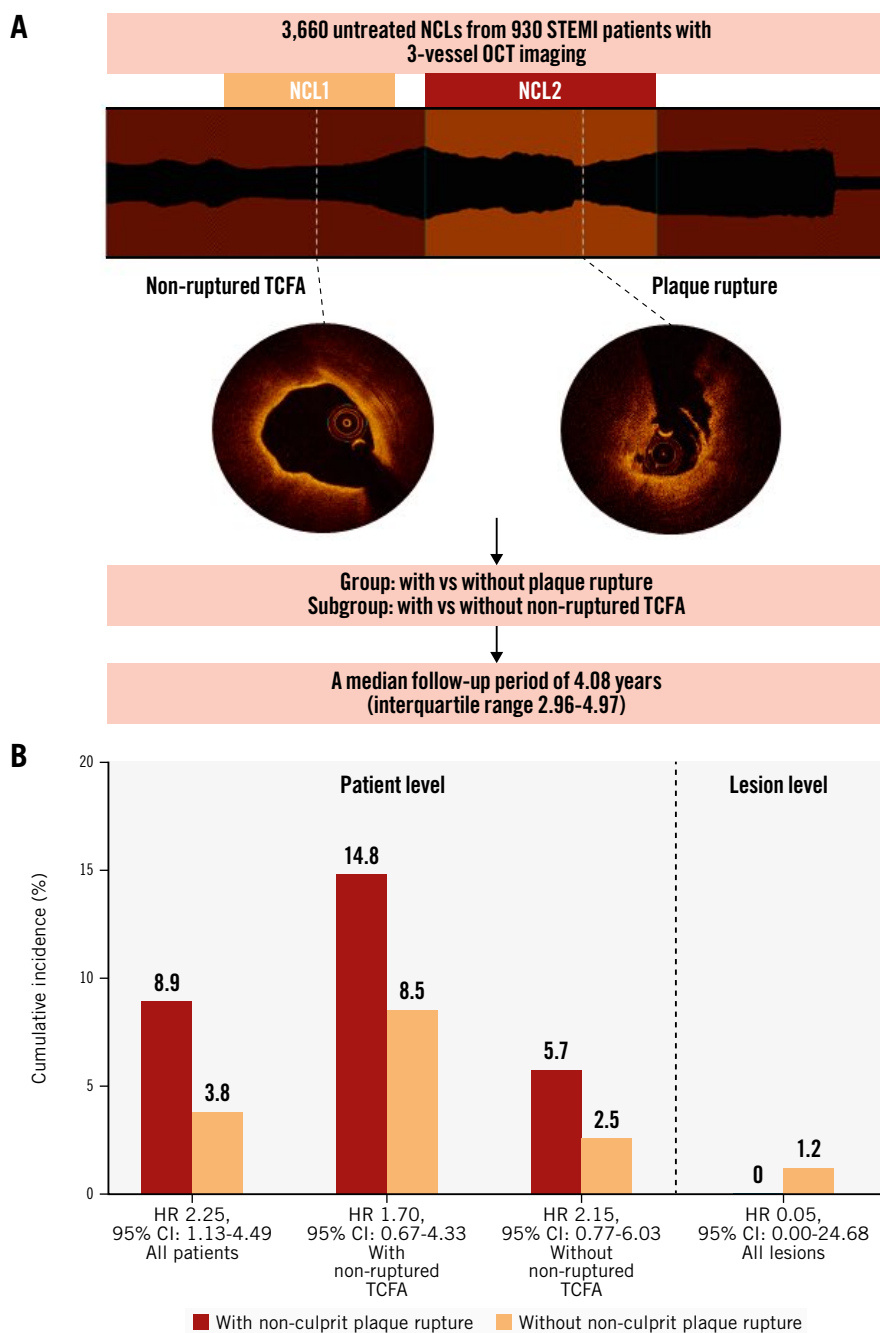 A
3,660 untreated NCLs from 930 STEMI patients with
3-vessel OCT imaging
NCL1
NCL2
Non-ruptured TCFA
Plaque rupture
Group: with vs without plaque rupture
Subgroup: with vs without non-ruptured TCFA
A median follow-up period of 4.08 years
(interquartile range 2.96-4.97)
B
Patient level
Lesion level
Cumulative incidence (%)
20
15
10
5
0
8.9
3.8
14.8
8.5
5.7
2.5
0
1.2
HR 2.25,
95% CI: 1.13-4.49
All patients
HR 1.70,
95% CI: 0.67-4.33
With
non-ruptured
TCFA
HR 2.15,
95% CI: 0.77-6.03
Without
non-ruptured
TCFA
HR 0.05,
95% CI: 0.00-24.68
All lesions
With non-culprit plaque rupture
Without non-culprit plaque rupture